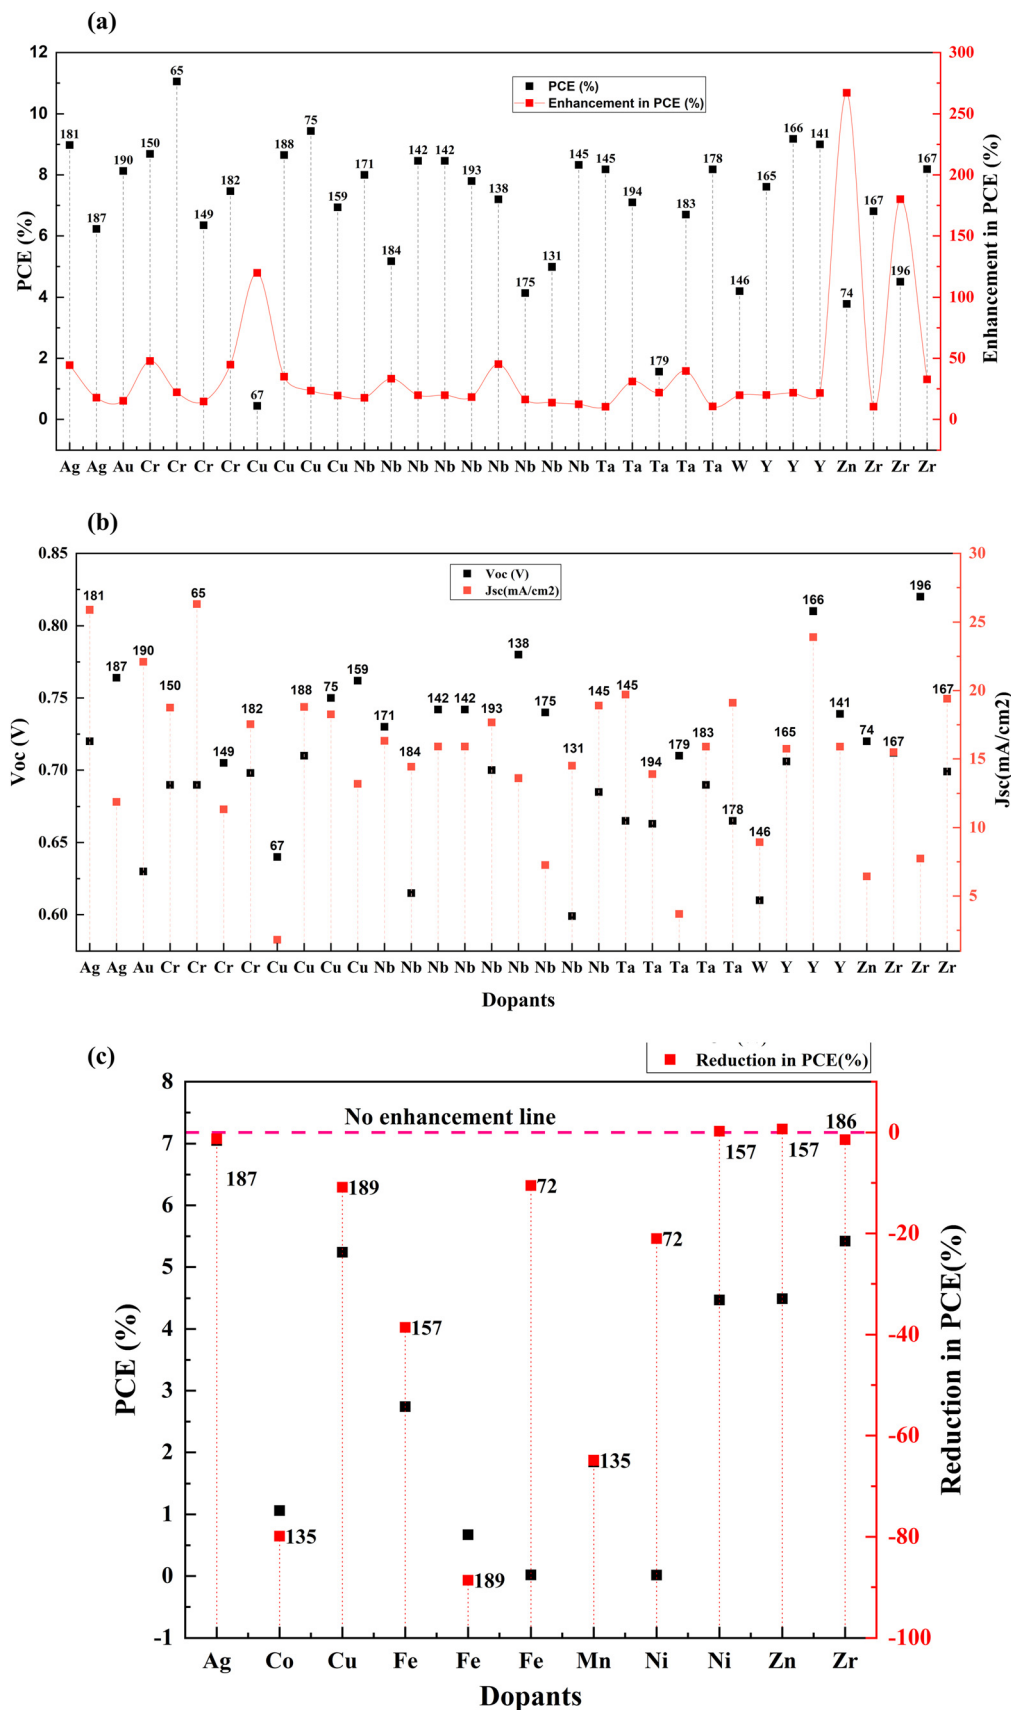 (a)
PCE (%)
Enhancement in PCE (%)
12
10
8
6
4
2
0
300
250
200
150
100
50
0
PCE (%)
Enhancement in PCE (%)
181 187 190 150 65 149 182 67 188 75 159 171 184 142 142 193 138 175 131 145 145 194 179 183 178 146 165 166 141 74 167 196 167
Ag Ag Au Cr Cr Cr Cr Cu Cu Cu Cu Nb Nb Nb Nb Nb Nb Nb Nb Nb Ta Ta Ta Ta Ta W Y Y Y Zn Zr Zr Zr
(b)
Voc (V)
Jsc(mA/cm2)
0.85
0.80
0.75
0.70
0.65
0.60
30
25
20
15
10
5
Voc (V)
Jsc(mA/cm2)
181 187 190 150 65 149 182 67 188 75 159 171 184 142 142 193 138 175 131 145 145 194 179 183 178 146 165 166 141 74 167 196 167
Ag Ag Au Cr Cr Cr Cr Cu Cu Cu Cu Nb Nb Nb Nb Nb Nb Nb Nb Nb Ta Ta Ta Ta Ta W Y Y Y Zn Zr Zr Zr
Dopants
(c)
Reduction in PCE(%)
No enhancement line
PCE (%)
Reduction in PCE(%)
8
7
6
5
4
3
2
1
0
-1
0
-20
-40
-60
-80
-100
187 135 189 157 189 72 135 72 157 157 186
Ag Co Cu Fe Fe Fe Mn Ni Ni Zn Zr
Dopants